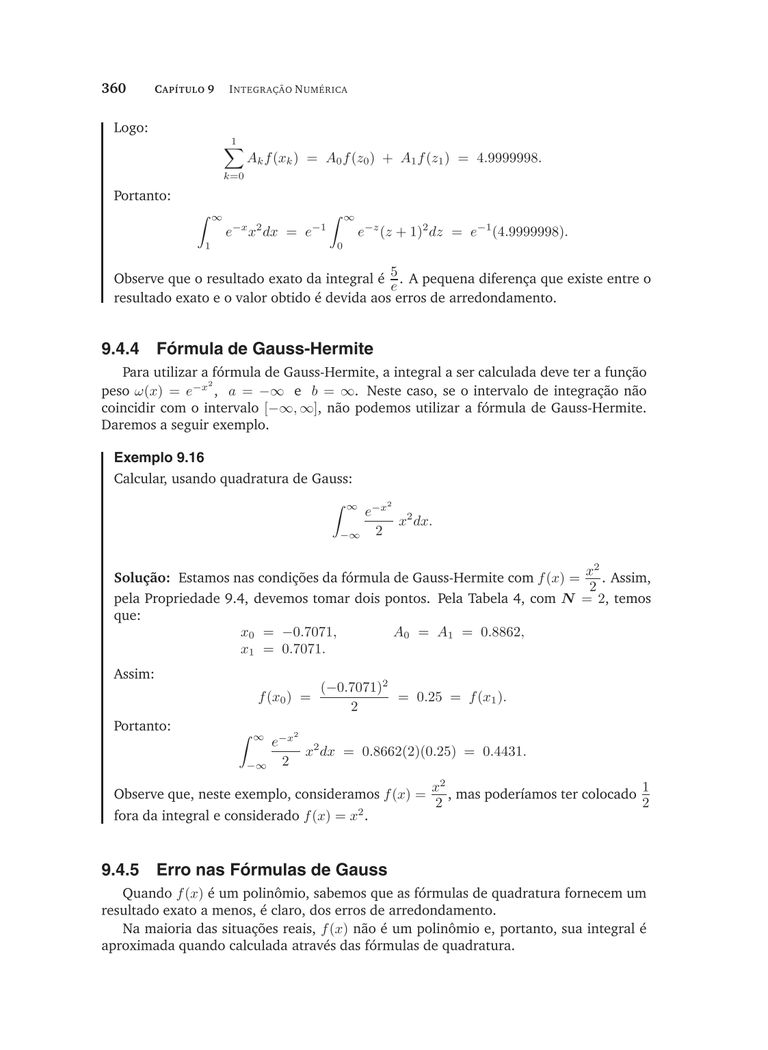 360 CAPÍTULO 9 INTEGRAÇÃO NUMÉRICA
Logo:
$\sum_{k=0}^{1} A_k f(x_k) = A_0 f(z_0) + A_1 f(z_1) = 4.9999998.$
Portanto:
$\int_1^\infty e^{-x} x^2 dx = e^{-1} \int_0^\infty e^{-z} (z+1)^2 dz = e^{-1}(4.9999998).$
Observe que o resultado exato da integral é $\frac{5}{e}$. A pequena diferença que existe entre o
resultado exato e o valor obtido é devida aos erros de arredondamento.
9.4.4 Fórmula de Gauss-Hermite
Para utilizar a fórmula de Gauss-Hermite, a integral a ser calculada deve ter a função
peso $\omega(x) = e^{-x^2}$, $a = -\infty$ e $b = \infty$. Neste caso, se o intervalo de integração não
coincidir com o intervalo $[-\infty, \infty]$, não podemos utilizar a fórmula de Gauss-Hermite.
Daremos a seguir exemplo.
Exemplo 9.16
Calcular, usando quadratura de Gauss:
$\int_{-\infty}^\infty \frac{e^{-x^2}}{2} x^2 dx.$
Solução: Estamos nas condições da fórmula de Gauss-Hermite com $f(x) = \frac{x^2}{2}$. Assim,
pela Propriedade 9.4, devemos tomar dois pontos. Pela Tabela 4, com $N = 2$, temos
que:
$x_0 = -0.7071, \quad A_0 = A_1 = 0.8862,$
$x_1 = 0.7071.$
Assim:
$f(x_0) = \frac{(-0.7071)^2}{2} = 0.25 = f(x_1).$
Portanto:
$\int_{-\infty}^\infty \frac{e^{-x^2}}{2} x^2 dx = 0.8662(2)(0.25) = 0.4431.$
Observe que, neste exemplo, consideramos $f(x) = \frac{x^2}{2}$, mas poderíamos ter colocado $\frac{1}{2}$
fora da integral e considerado $f(x) = x^2$.
9.4.5 Erro nas Fórmulas de Gauss
Quando $f(x)$ é um polinômio, sabemos que as fórmulas de quadratura fornecem um
resultado exato a menos, é claro, dos erros de arredondamento.
Na maioria das situações reais, $f(x)$ não é um polinômio e, portanto, sua integral é
aproximada quando calculada através das fórmulas de quadratura.